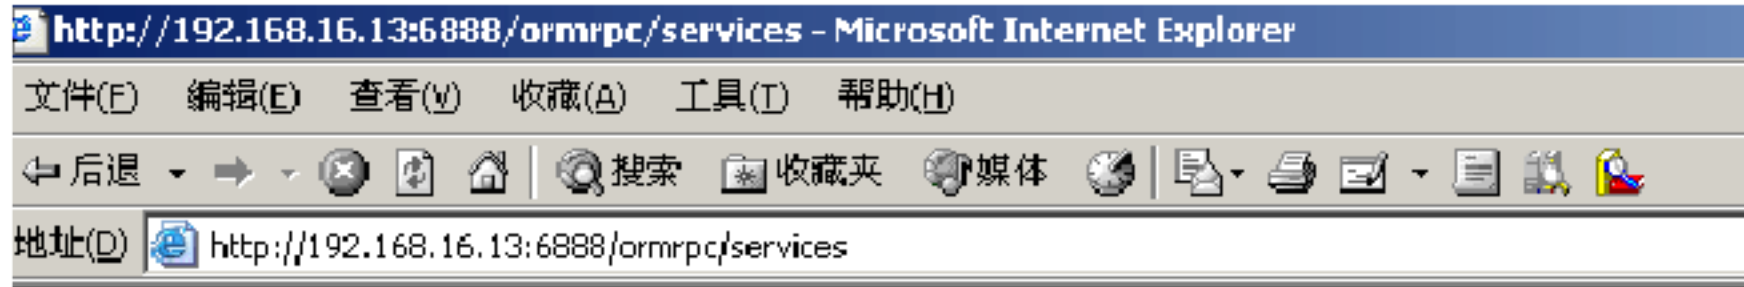 http://192.168.16.13:6888/ormrpc/services - Microsoft Internet Explorer
文件(F) 编辑(E) 查看(V) 收藏(A) 工具(T) 帮助(H)
后退 搜索 收藏夹 媒体
地址(D) http://192.168.16.13:6888/ormrpc/services